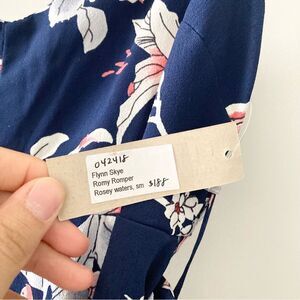 042418
Flynn Skye
Romy Romper
Rosey waters, sm $188